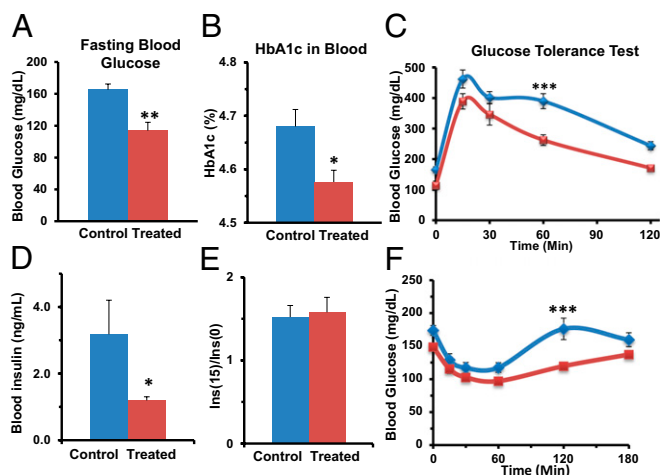 A
Fasting Blood
Glucose
Blood Glucose (mg/dL)
200
160
120
80
40
0
**
Control Treated
B
HbA1c in Blood
HbA1c (%)
4.8
4.7
4.6
4.5
*
Control Treated
C
Glucose Tolerance Test
Blood Glucose (mg/dL)
500
400
300
200
100
0
***
0 30 60 90 120
Time (Min)
D
Blood insulin (ng/mL)
4.0
2.0
0.0
*
Control Treated
E
Ins(15)/Ins(0)
2
1
0
Control Treated
F
Blood Glucose (mg/dL)
250
200
150
100
50
0
***
0 60 120 180
Time (Min)